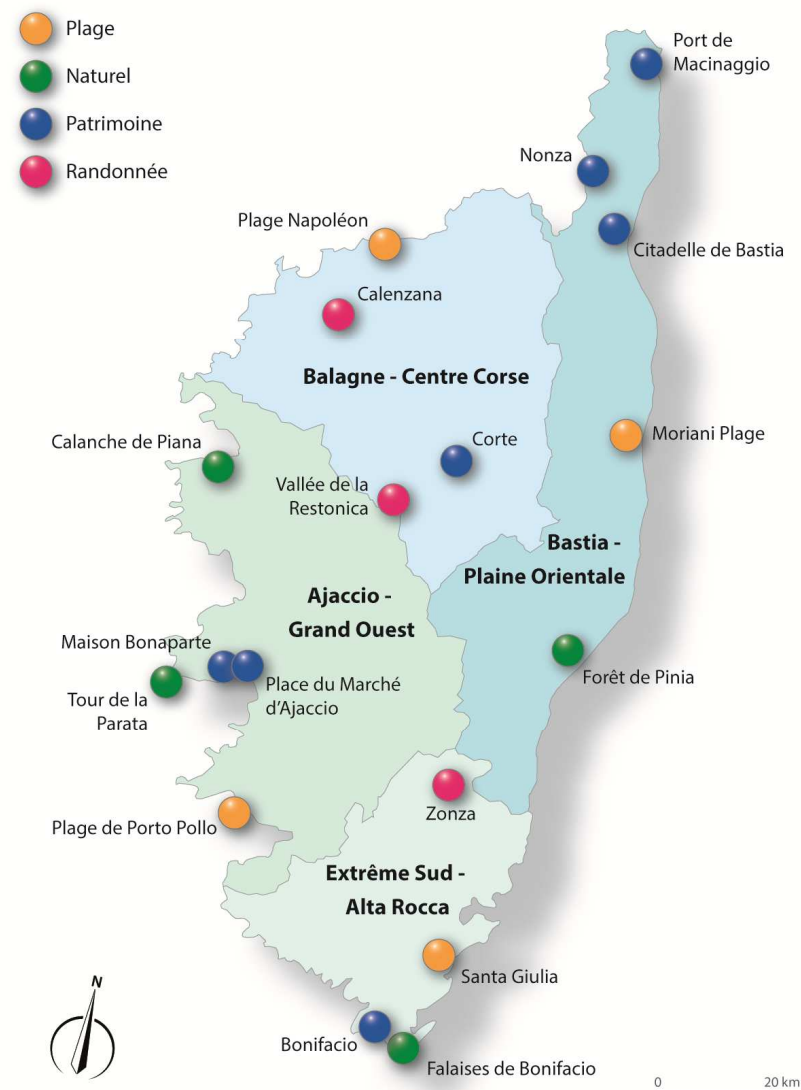 Plage
Naturel
Patrimoine
Randonnée
Port de
Macinaggio
Nonza
Citadelle de Bastia
Plage Napoléon
Calenzana
Balagne - Centre Corse
Calanche de Piana
Corte
Moriani Plage
Vallée de la
Restonica
Bastia -
Plaine Orientale
Ajaccio -
Grand Ouest
Maison Bonaparte
Tour de la
Parata
Place du Marché
d'Ajaccio
Forêt de Pinia
Plage de Porto Pollo
Zonza
Extrême Sud -
Alta Rocca
Santa Giulia
N
Bonifacio
Falaises de Bonifacio
0 20 km